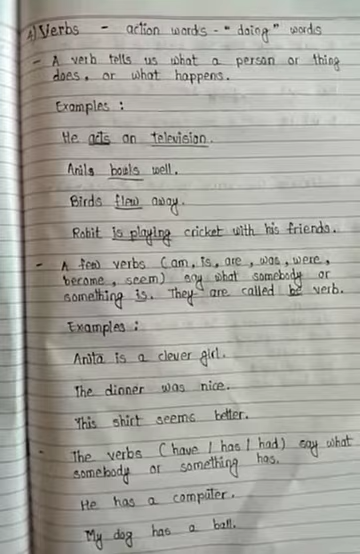 A) Verbs - action words - "doing" words
- A verb tells us what a person or thing
does, or what happens.
Examples :
He acts on television.
Anils bowls well.
Birds flew away.
Rohit is playing cricket with his friends.
- A few verbs (am, is, are, was, were,
become, seem) say what somebody or
something is. They are called be verb.
Examples :
Anita is a clever girl.
The dinner was nice.
This shirt seems better.
- The verbs (have / has / had) say what
somebody or something has.
He has a computer.
My dog has a ball.